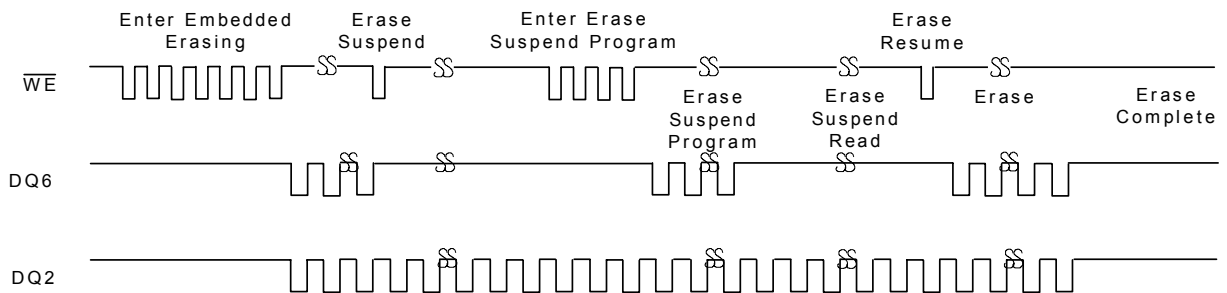 Enter Embedded
Erasing
Erase
Suspend
Enter Erase
Suspend Program
Erase
Resume
WE
Erase
Suspend
Program
Erase
Suspend
Read
Erase
Erase
Complete
DQ6
DQ2